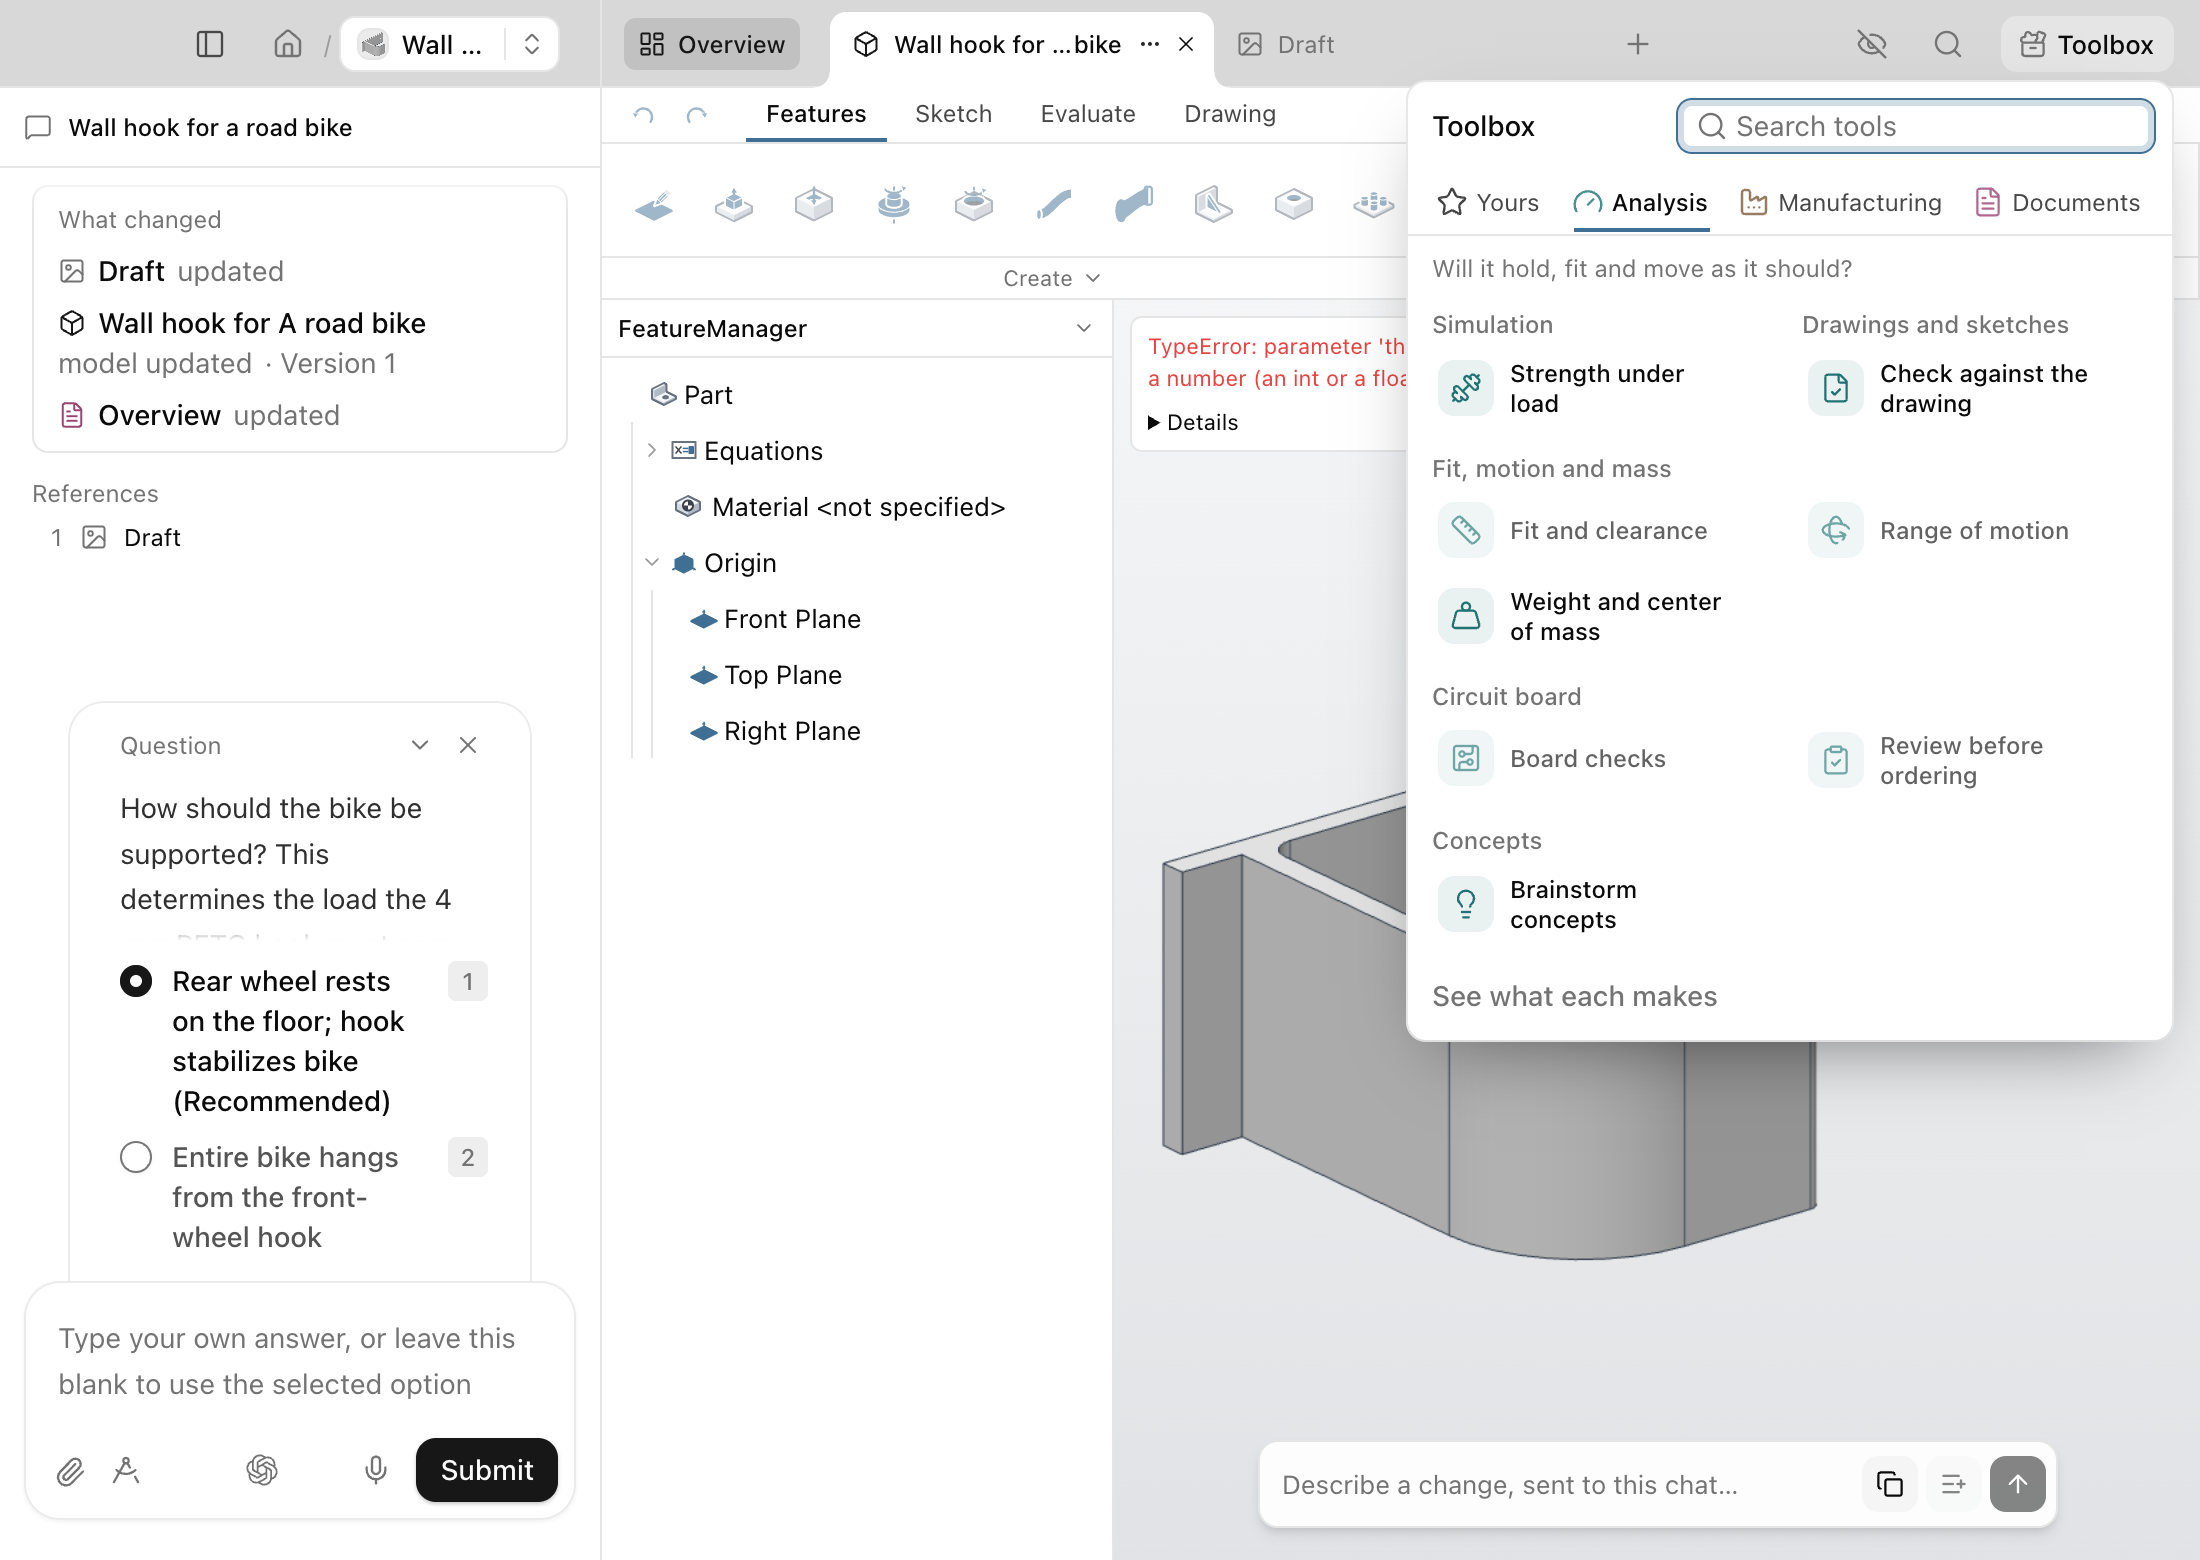 Wall ...
Overview
Wall hook for ...bike
Draft
Toolbox
Wall hook for a road bike
What changed
Draft updated
Wall hook for A road bike
model updated · Version 1
Overview updated
References
1 Draft
Question
How should the bike be
supported? This
determines the load the 4
Rear wheel rests
on the floor; hook
stabilizes bike
(Recommended)
1
Entire bike hangs
from the front-
wheel hook
2
Type your own answer, or leave this
blank to use the selected option
Submit
Features
Sketch
Evaluate
Drawing
Create
FeatureManager
Part
Equations
Material <not specified>
Origin
Front Plane
Top Plane
Right Plane
TypeError: parameter 'th
a number (an int or a floa
Details
Toolbox
Search tools
Yours
Analysis
Manufacturing
Documents
Will it hold, fit and move as it should?
Simulation
Strength under
load
Drawings and sketches
Check against the
drawing
Fit, motion and mass
Fit and clearance
Range of motion
Weight and center
of mass
Circuit board
Board checks
Review before
ordering
Concepts
Brainstorm
concepts
See what each makes
Describe a change, sent to this chat...